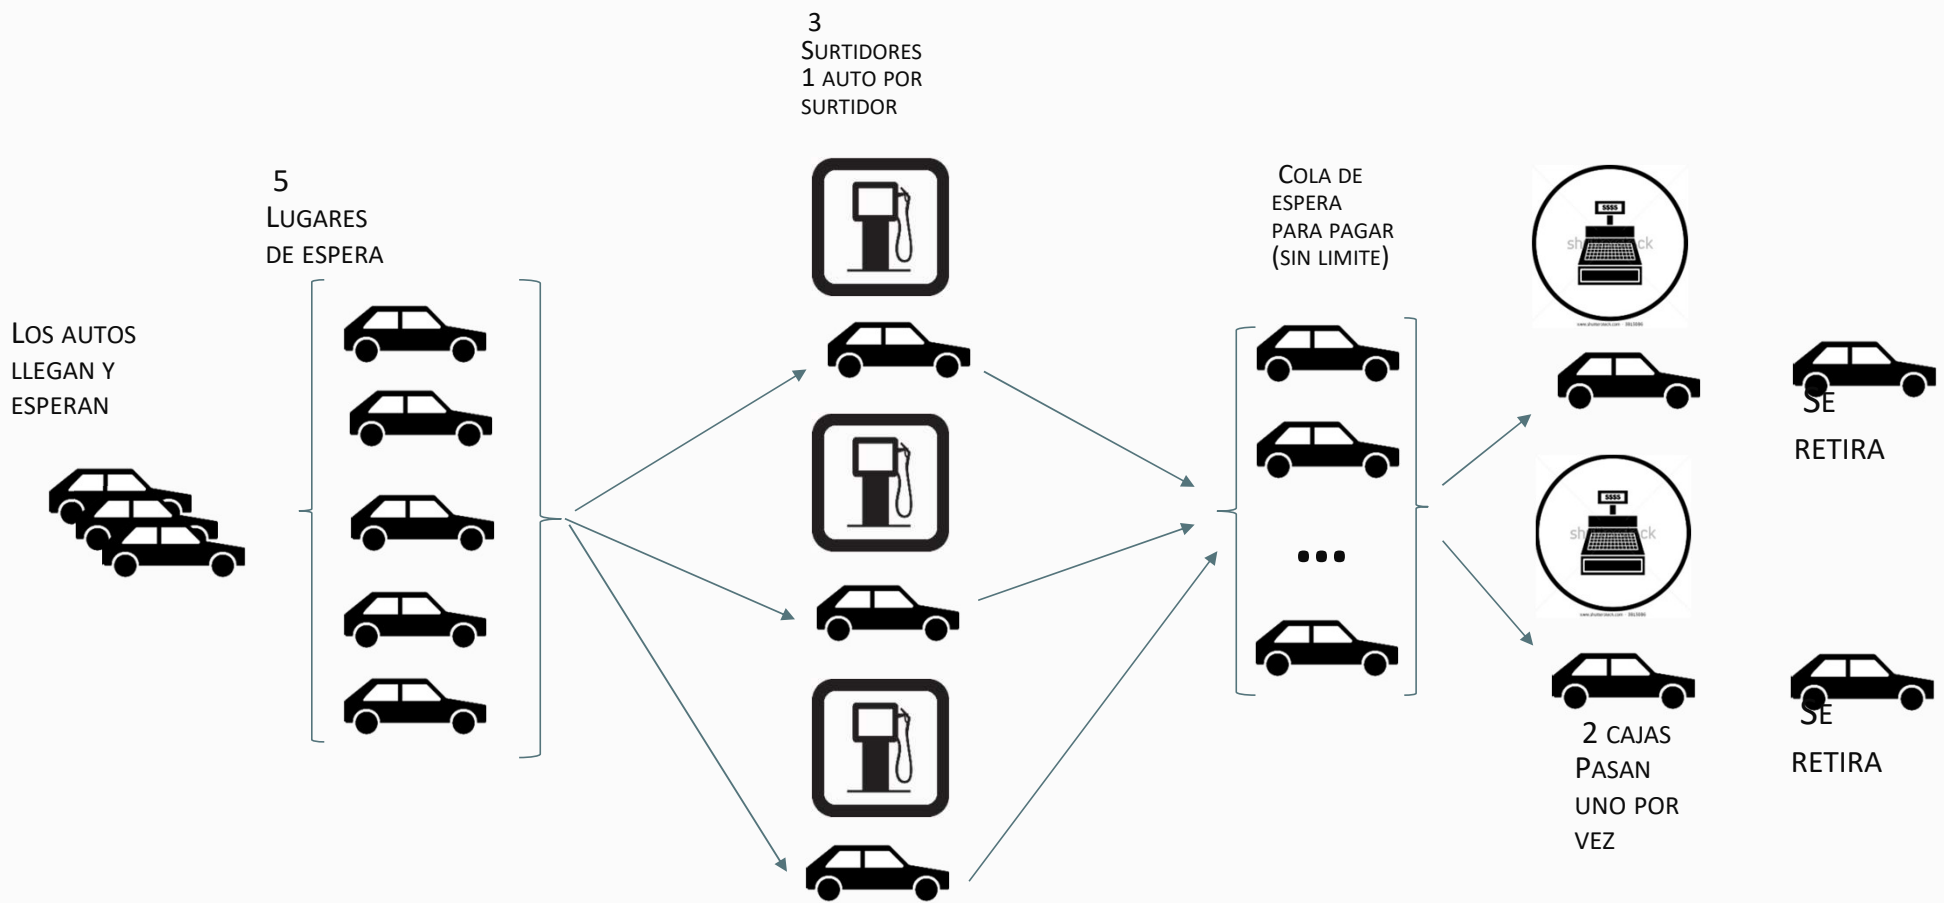 3
SURTIDORES
1 AUTO POR
SURTIDOR
5
LUGARES
DE ESPERA
LOS AUTOS
LLEGAN Y
ESPERAN
COLA DE
ESPERA
PARA PAGAR
(SIN LIMITE)
$$$$
SE
RETIRA
$$$$
2 CAJAS
PASAN
UNO POR
VEZ
SE
RETIRA